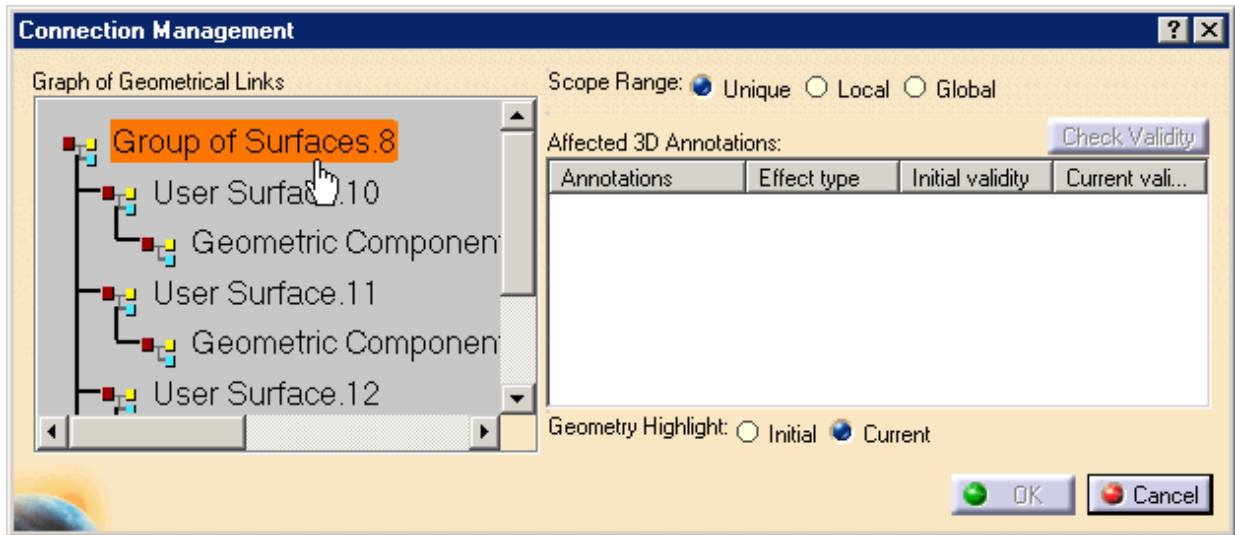 Connection Management
Graph of Geometrical Links
Group of Surfaces.8
User Surface.10
Geometric Componen
User Surface.11
Geometric Componen
User Surface.12
Scope Range: Unique Local Global
Affected 3D Annotations: Check Validity
Annotations Effect type Initial validity Current vali...
Geometry Highlight: Initial Current
OK Cancel